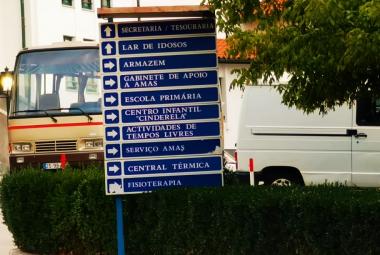 SECRETARIA / TESOURARIA
LAR DE IDOSOS
ARMAZEM
GABINETE DE APOIO
A AMAS
ESCOLA PRIMÁRIA
CENTRO INFANTIL
"CINDERELA"
ACTIVIDADES DE
TEMPOS LIVRES
SERVIÇO AMAS
CENTRAL TÉRMICA
FISIOTERAPIA